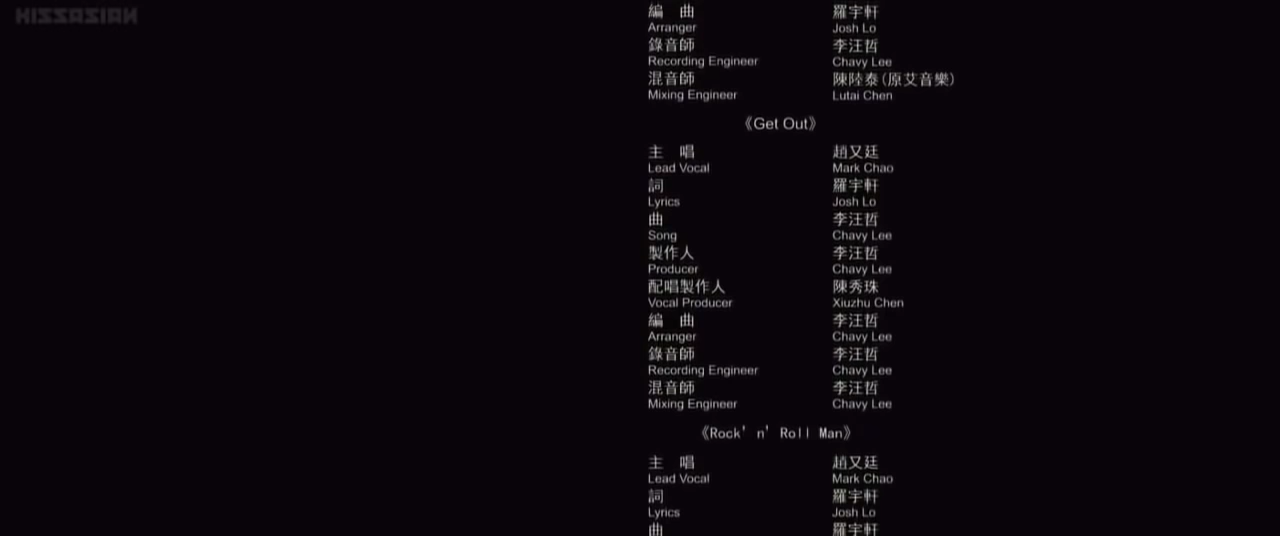 KISSASIAN
編 曲 羅宇軒
Arranger Josh Lo
錄音師 李汪哲
Recording Engineer Chavy Lee
混音師 陳陸泰(原艾音樂)
Mixing Engineer Lutai Chen
《Get Out》
主 唱 趙又廷
Lead Vocal Mark Chao
詞 羅宇軒
Lyrics Josh Lo
曲 李汪哲
Song Chavy Lee
製作人 李汪哲
Producer Chavy Lee
配唱製作人 陳秀珠
Vocal Producer Xiuzhu Chen
編 曲 李汪哲
Arranger Chavy Lee
錄音師 李汪哲
Recording Engineer Chavy Lee
混音師 李汪哲
Mixing Engineer Chavy Lee
《Rock' n' Roll Man》
主 唱 趙又廷
Lead Vocal Mark Chao
詞 羅宇軒
Lyrics Josh Lo
曲 羅宇軒